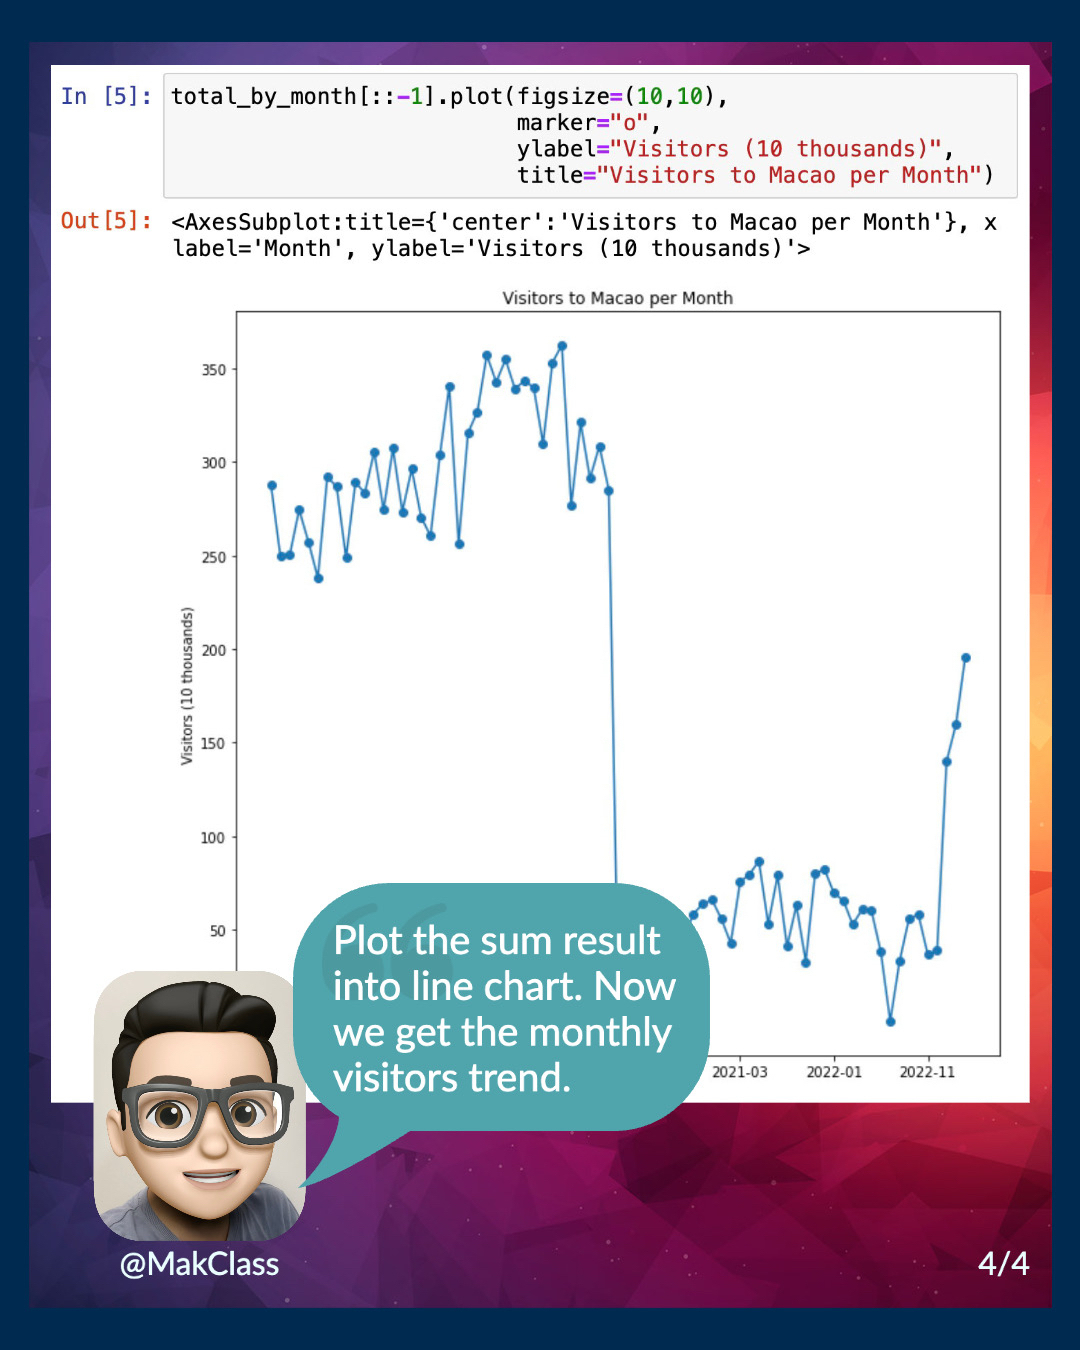 In [5]: total_by_month[::-1].plot(figsize=(10,10),
marker="o",
ylabel="Visitors (10 thousands)",
title="Visitors to Macao per Month")
Out[5]: <AxesSubplot:title={'center':'Visitors to Macao per Month'}, x
label='Month', ylabel='Visitors (10 thousands)'>
Visitors to Macao per Month
350
300
250
200
150
100
50
Visitors (10 thousands)
2021-03 2022-01 2022-11
“
Plot the sum result
into line chart. Now
we get the monthly
visitors trend.
@MakClass
4/4